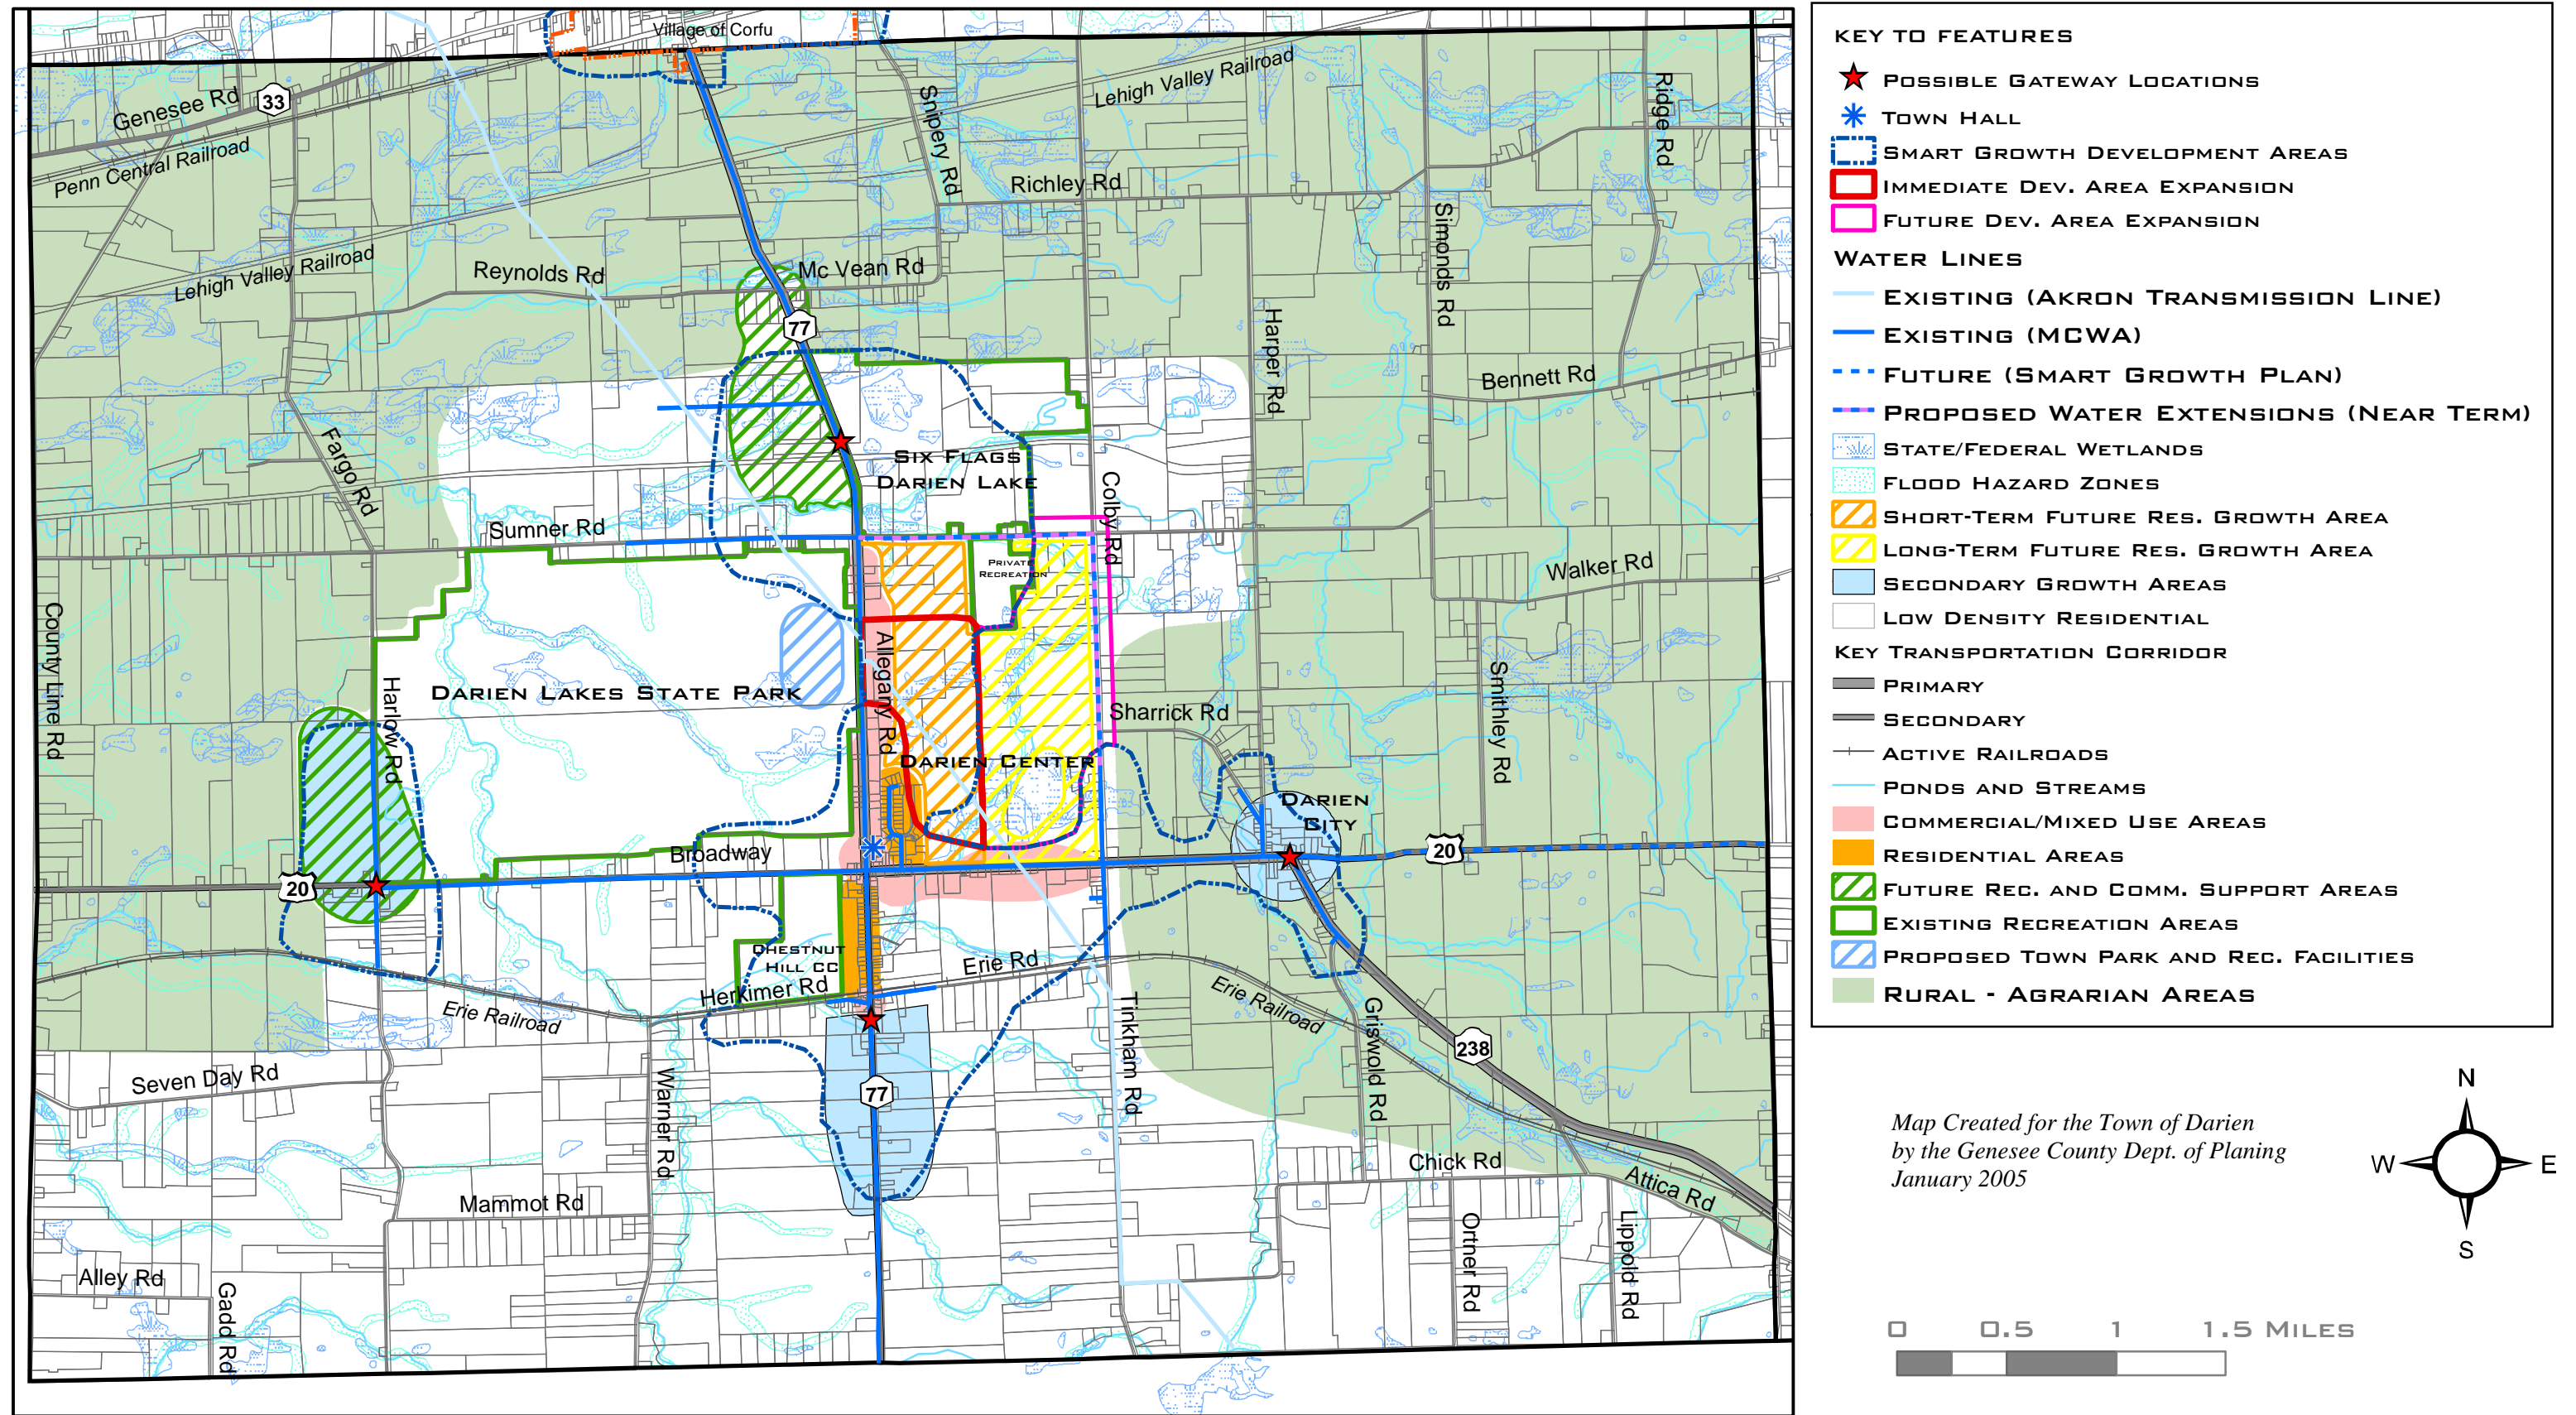 Village of Corfu
Genesee Rd
33
Penn Central Railroad
Lehigh Valley Railroad
Snipery Rd
Ridge Rd
Richley Rd
Lehigh Valley Railroad
Reynolds Rd
Mc Vean Rd
Simonds Rd
77
Harper Rd
Bennett Rd
Fargo Rd
Six Flags
Darien Lake
Colby Rd
Sumner Rd
Private
Recreation
Walker Rd
County Line Rd
Harlow Rd
Darien Lakes State Park
Allegany Rd
Sharrick Rd
Smithley Rd
Darien Center
Darien
City
Broadway
20
20
Chestnut
Hill CC
Erie Rd
Herkimer Rd
Erie Railroad
Erie Railroad
Tinkham Rd
Griswold Rd
238
Seven Day Rd
Warner Rd
77
Chick Rd
Attica Rd
Mammot Rd
Ortner Rd
Lippold Rd
Alley Rd
Gadd Rd
Key to Features
Possible Gateway Locations
Town Hall
Smart Growth Development Areas
Immediate Dev. Area Expansion
Future Dev. Area Expansion
Water Lines
Existing (Akron Transmission Line)
Existing (MCWA)
Future (Smart Growth Plan)
Proposed Water Extensions (Near Term)
State/Federal Wetlands
Flood Hazard Zones
Short-Term Future Res. Growth Area
Long-Term Future Res. Growth Area
Secondary Growth Areas
Low Density Residential
Key Transportation Corridor
Primary
Secondary
Active Railroads
Ponds and Streams
Commercial/Mixed Use Areas
Residential Areas
Future Rec. and Comm. Support Areas
Existing Recreation Areas
Proposed Town Park and Rec. Facilities
Rural - Agrarian Areas
Map Created for the Town of Darien
by the Genesee County Dept. of Planing
January 2005
N
W
E
S
0 0.5 1 1.5 Miles